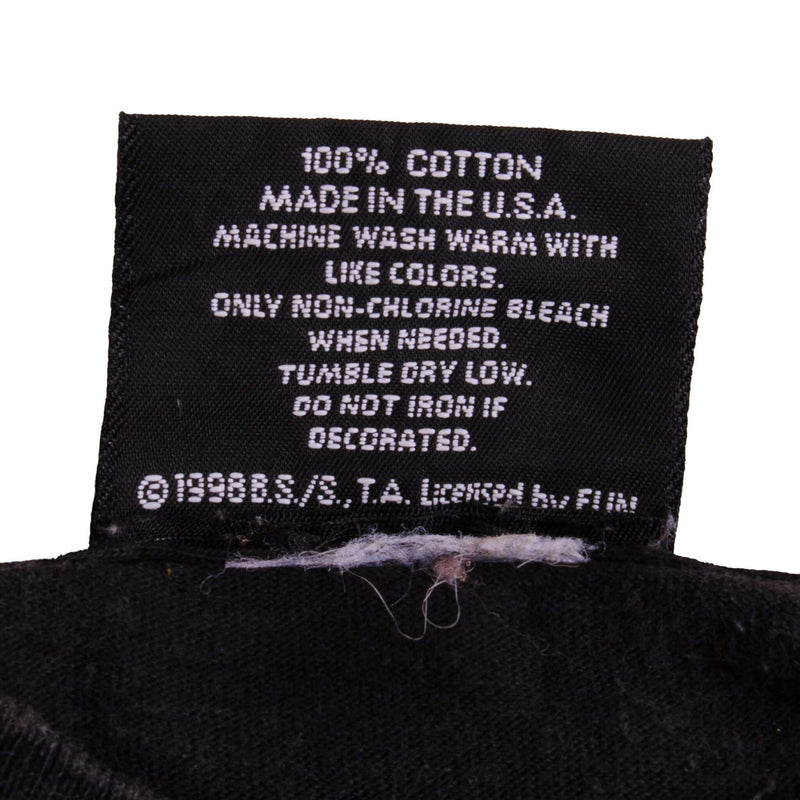 100% COTTON
MADE IN THE U.S.A.
MACHINE WASH WARM WITH
LIKE COLORS.
ONLY NON-CHLORINE BLEACH
WHEN NEEDED.
TUMBLE DRY LOW.
DO NOT IRON IF
DECORATED.
©1998 B.S./S., T.A. Licensed by FUN